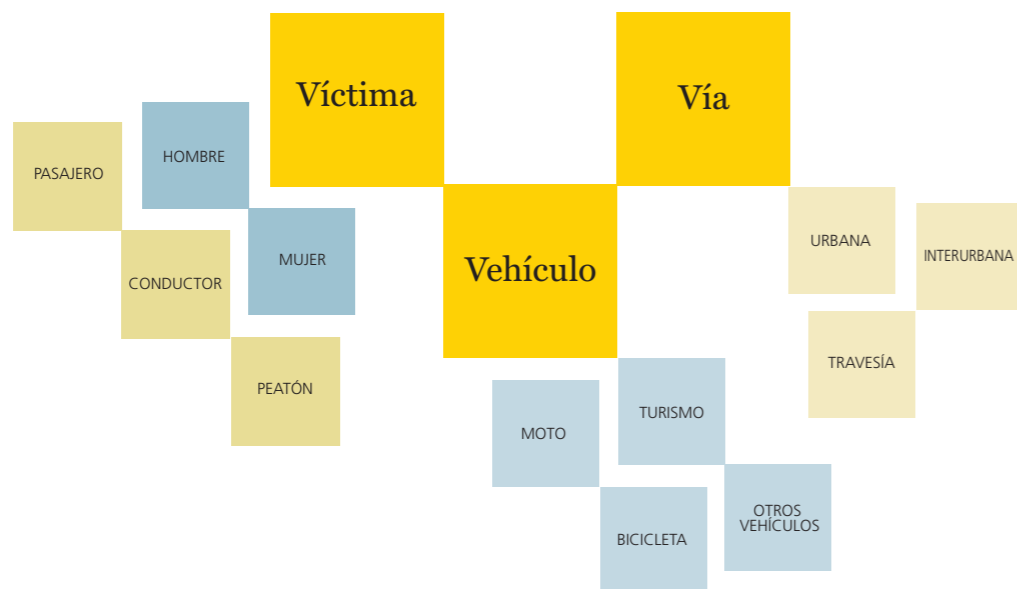 Víctima
Vía
Vehículo
PASAJERO
HOMBRE
CONDUCTOR
MUJER
PEATÓN
MOTO
TURISMO
BICICLETA
OTROS
VEHÍCULOS
URBANA
INTERURBANA
TRAVESÍA